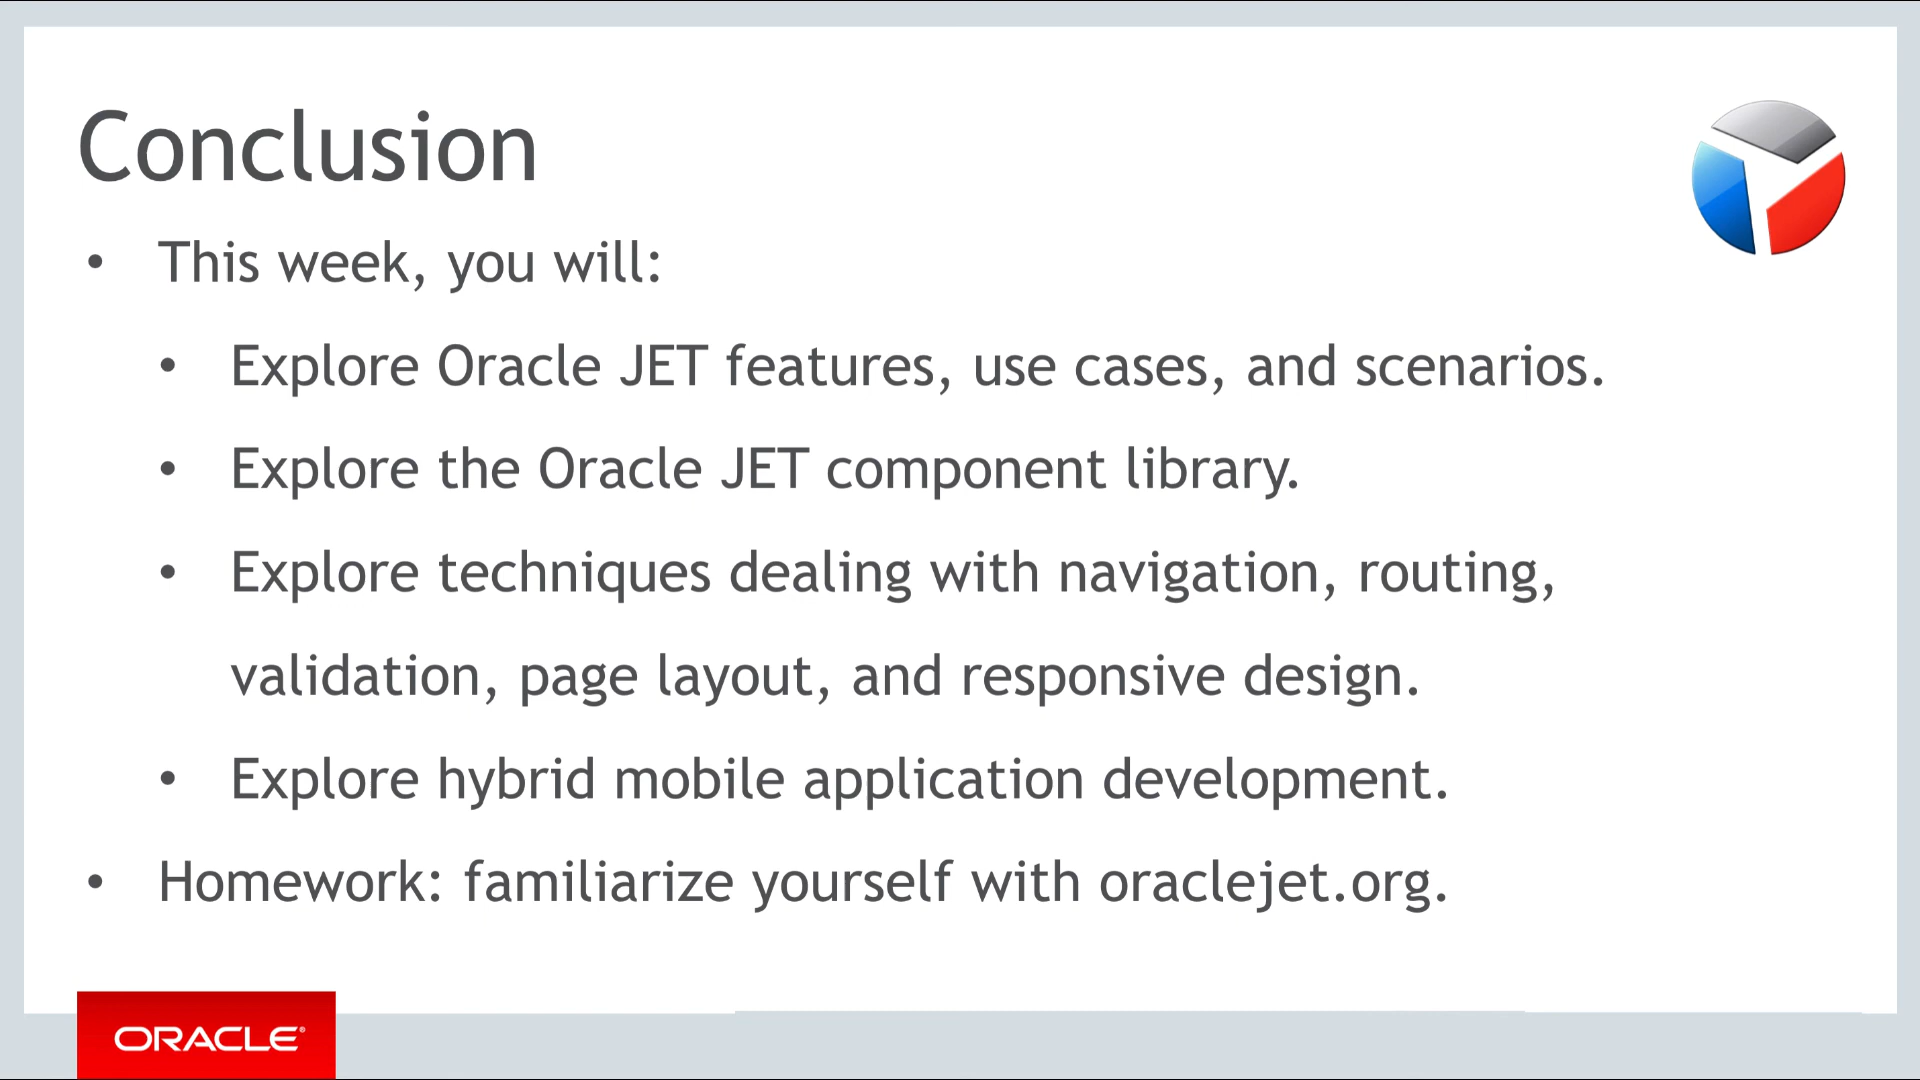 Conclusion
• This week, you will:
• Explore Oracle JET features, use cases, and scenarios.
• Explore the Oracle JET component library.
• Explore techniques dealing with navigation, routing,
validation, page layout, and responsive design.
• Explore hybrid mobile application development.
• Homework: familiarize yourself with oraclejet.org.
ORACLE®